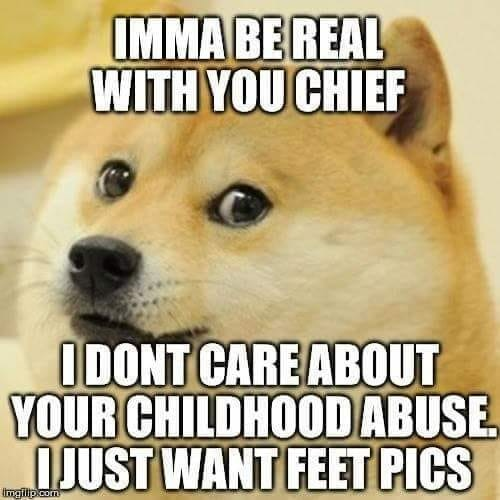 IMMA BE REAL
WITH YOU CHIEF
I DONT CARE ABOUT
YOUR CHILDHOOD ABUSE.
I JUST WANT FEET PICS
imgflip.com